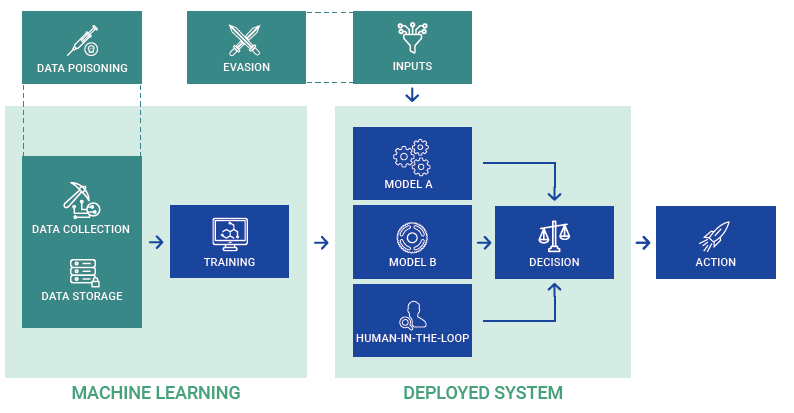 DATA POISONING
EVASION
INPUTS
DATA COLLECTION
DATA STORAGE
TRAINING
MODEL A
MODEL B
HUMAN-IN-THE-LOOP
DECISION
ACTION
MACHINE LEARNING
DEPLOYED SYSTEM